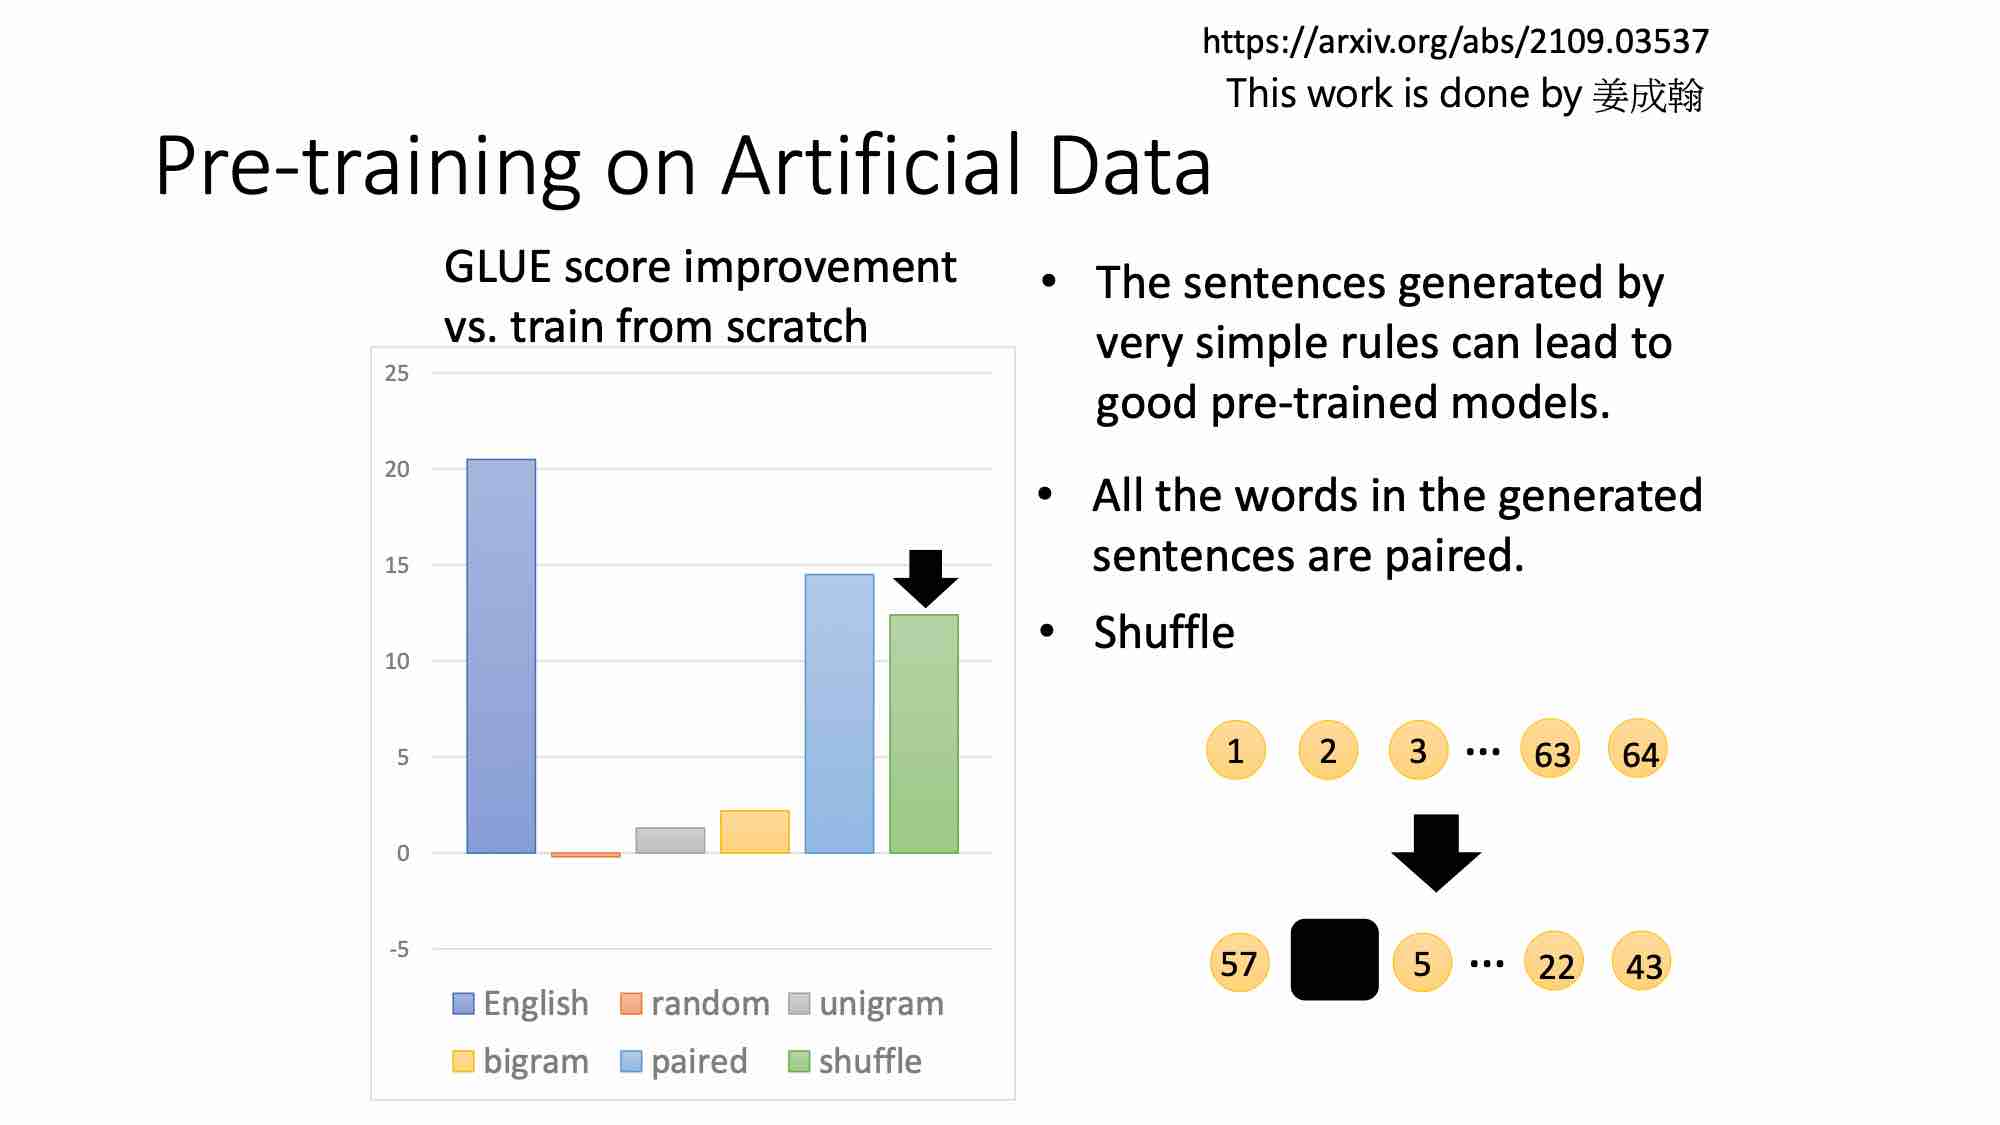 https://arxiv.org/abs/2109.03537
This work is done by 姜成翰
Pre-training on Artificial Data
GLUE score improvement
vs. train from scratch
25
20
15
10
5
0
-5
English random unigram
bigram paired shuffle
• The sentences generated by
very simple rules can lead to
good pre-trained models.
• All the words in the generated
sentences are paired.
• Shuffle
1 2 3 ... 63 64
57 5 ... 22 43